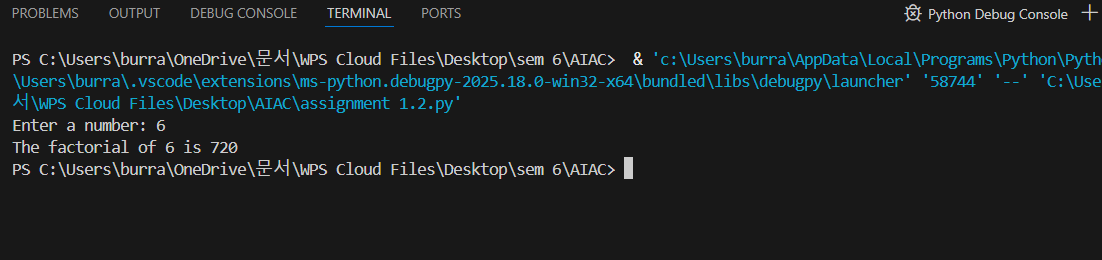 PROBLEMS OUTPUT DEBUG CONSOLE TERMINAL PORTS Python Debug Console
PS C:\Users\burra\OneDrive\문서\WPS Cloud Files\Desktop\sem 6\AIAC> & 'c:\Users\burra\AppData\Local\Programs\Python\Pyth
\Users\burra\.vscode\extensions\ms-python.debugpy-2025.18.0-win32-x64\bundled\libs\debugpy\launcher' '58744' '--' 'C:\Use
서\WPS Cloud Files\Desktop\AIAC\assignment 1.2.py'
Enter a number: 6
The factorial of 6 is 720
PS C:\Users\burra\OneDrive\문서\WPS Cloud Files\Desktop\sem 6\AIAC>